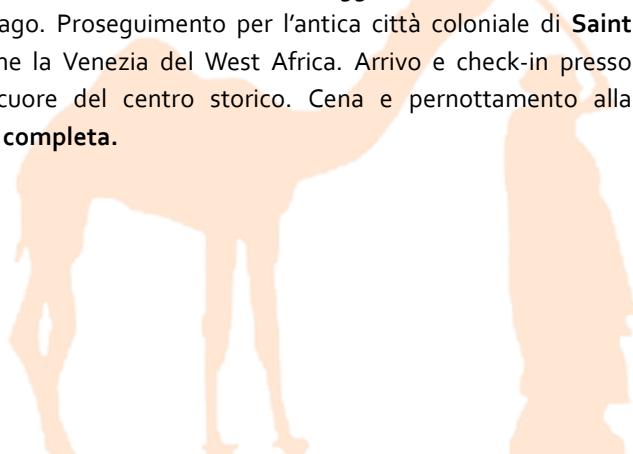 ago. Proseguimento per l'antica città coloniale di Saint
ne la Venezia del West Africa. Arrivo e check-in presso
cuore del centro storico. Cena e pernottamento alla
completa.